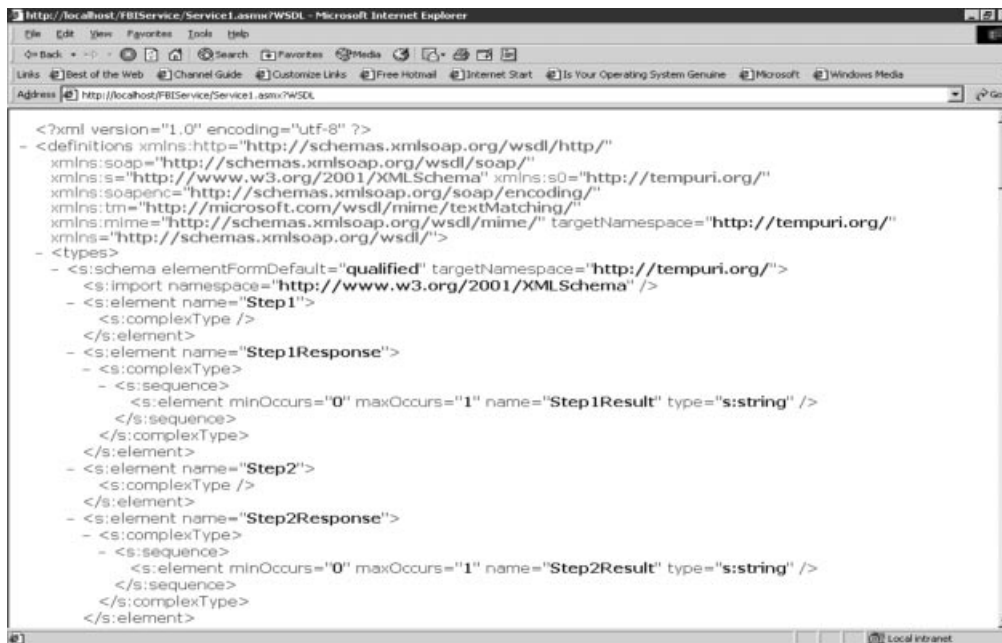 http://localhost/FBIService/Service1.asmx?WSDL - Microsoft Internet Explorer
File Edit View Favorites Tools Help
Back Search Favorites Media
Links Best of the Web Channel Guide Customize Links Free Hotmail Internet Start Is Your Operating System Genuine Microsoft Windows Media
Address http://localhost/FBIService/Service1.asmx?WSDL Go
<?xml version="1.0" encoding="utf-8" ?>
- <definitions xmlns:http="http://schemas.xmlsoap.org/wsdl/http/"
xmlns:soap="http://schemas.xmlsoap.org/wsdl/soap/"
xmlns:s="http://www.w3.org/2001/XMLSchema" xmlns:s0="http://tempuri.org/"
xmlns:soapenc="http://schemas.xmlsoap.org/soap/encoding/"
xmlns:tm="http://microsoft.com/wsdl/mime/textMatching/"
xmlns:mime="http://schemas.xmlsoap.org/wsdl/mime/" targetNamespace="http://tempuri.org/"
xmlns="http://schemas.xmlsoap.org/wsdl/">
- <types>
- <s:schema elementFormDefault="qualified" targetNamespace="http://tempuri.org/">
<s:import namespace="http://www.w3.org/2001/XMLSchema" />
- <s:element name="Step1">
<s:complexType />
</s:element>
- <s:element name="Step1Response">
- <s:complexType>
- <s:sequence>
<s:element minOccurs="0" maxOccurs="1" name="Step1Result" type="s:string" />
</s:sequence>
</s:complexType>
</s:element>
- <s:element name="Step2">
<s:complexType />
</s:element>
- <s:element name="Step2Response">
- <s:complexType>
- <s:sequence>
<s:element minOccurs="0" maxOccurs="1" name="Step2Result" type="s:string" />
</s:sequence>
</s:complexType>
</s:element>
Local intranet